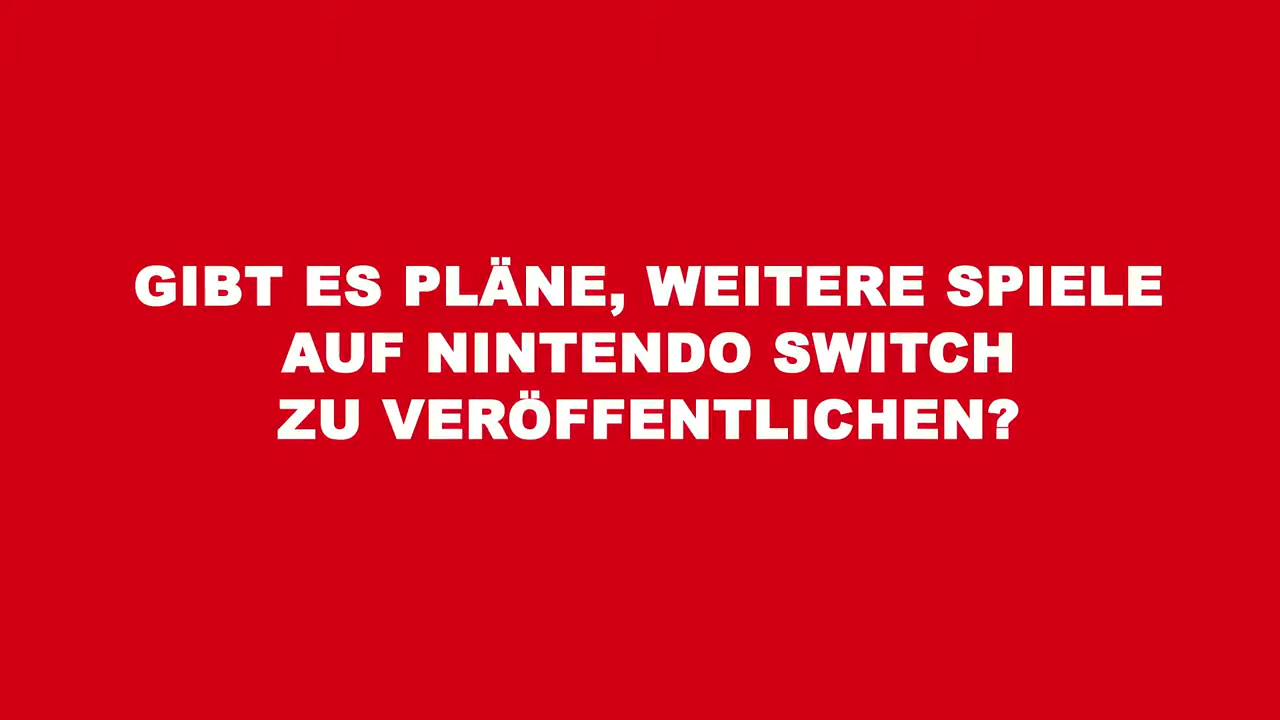 GIBT ES PLÄNE, WEITERE SPIELE
AUF NINTENDO SWITCH
ZU VERÖFFENTLICHEN?